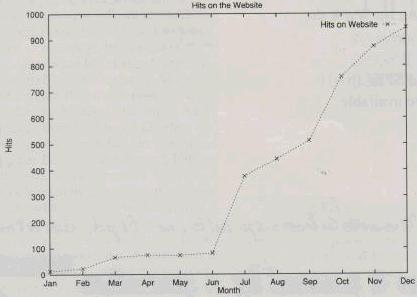 Hits on the Website
Hits on Website
1000
900
800
700
600
500
400
300
200
100
0
Hits
Jan Feb Mar Apr May Jun Jul Aug Sep Oct Nov Dec
Month